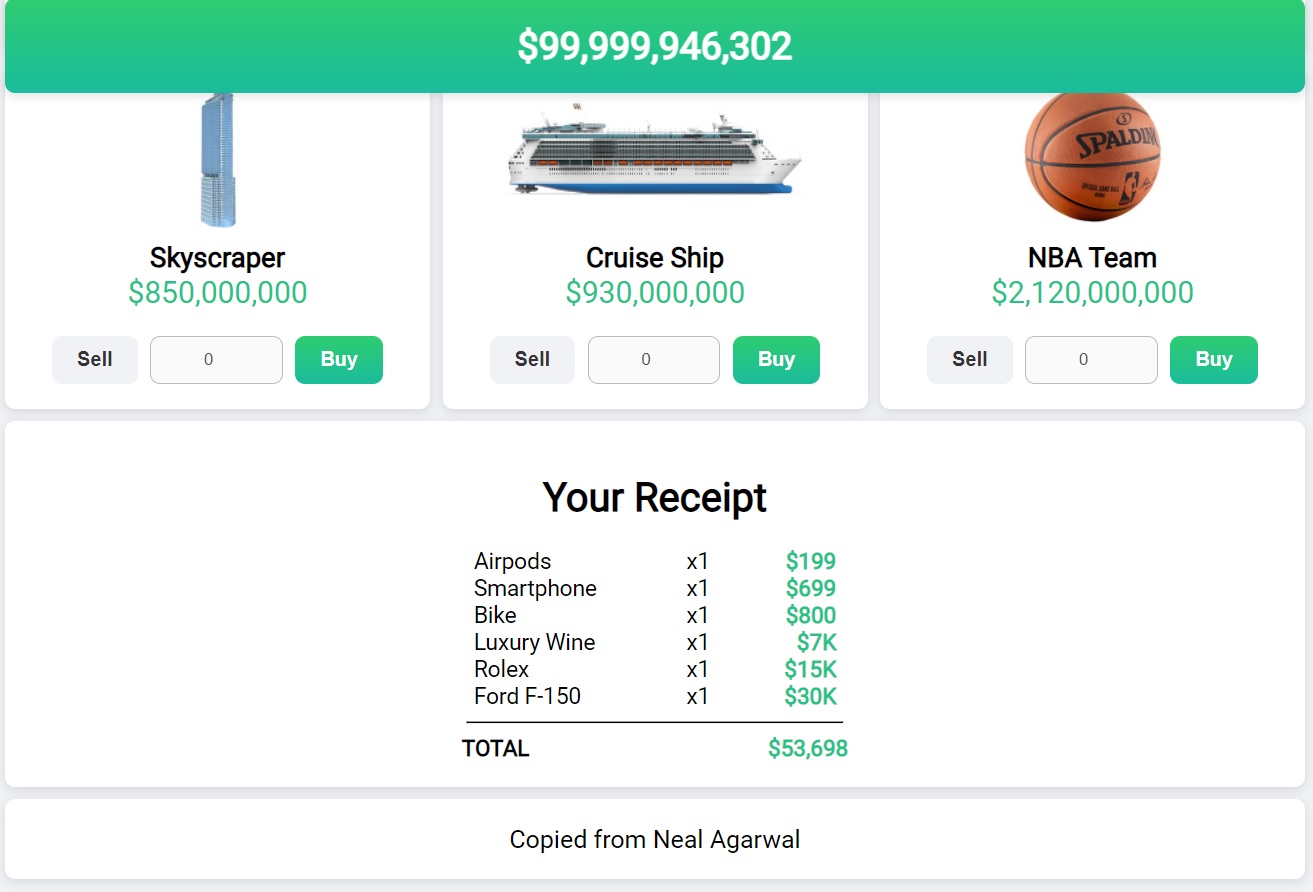 $99,999,946,302
SPALDIN
Skyscraper
$850,000,000
Sell 0 Buy
Cruise Ship
$930,000,000
Sell 0 Buy
NBA Team
$2,120,000,000
Sell 0 Buy
Your Receipt
Airpods x1 $199
Smartphone x1 $699
Bike x1 $800
Luxury Wine x1 $7K
Rolex x1 $15K
Ford F-150 x1 $30K
TOTAL $53,698
Copied from Neal Agarwal